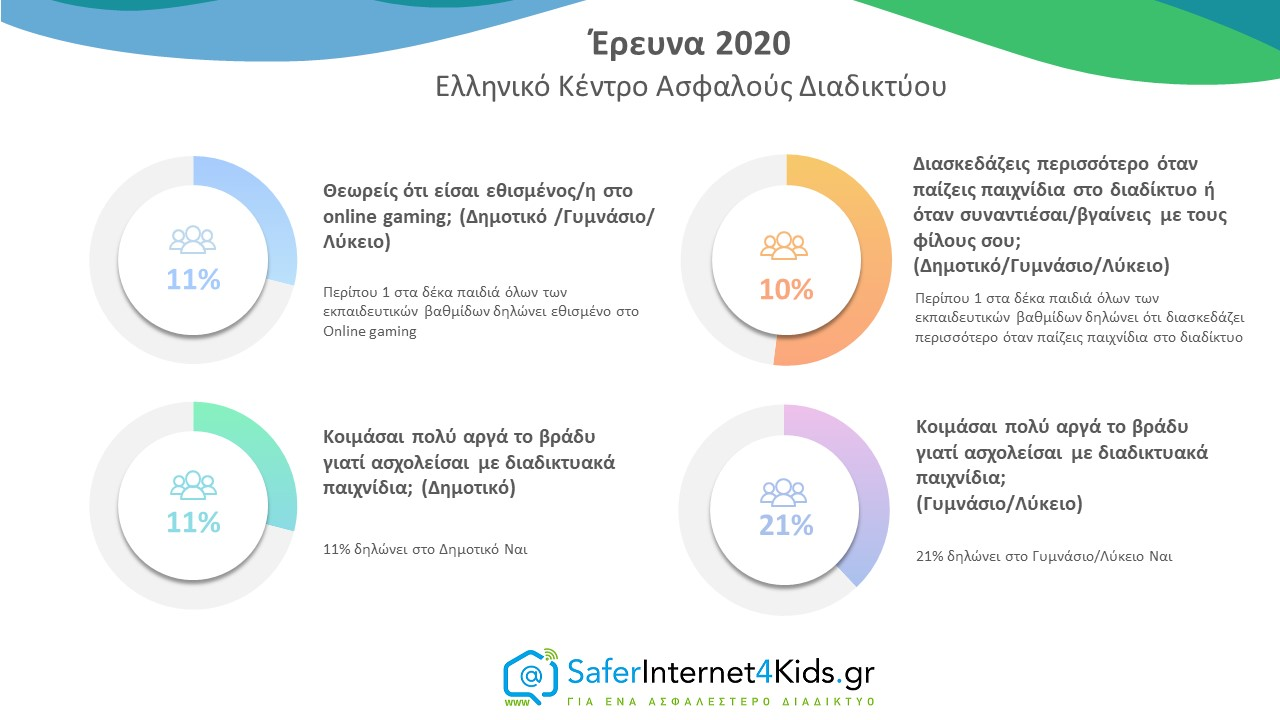 Έρευνα 2020
Ελληνικό Κέντρο Ασφαλούς Διαδικτύου
Θεωρείς ότι είσαι εθισμένος/η στο
online gaming; (Δημοτικό /Γυμνάσιο/
Λύκειο)
11%
Περίπου 1 στα δέκα παιδιά όλων των
εκπαιδευτικών βαθμίδων δηλώνει εθισμένο στο
Online gaming
Διασκεδάζεις περισσότερο όταν
παίζεις παιχνίδια στο διαδίκτυο ή
όταν συναντιέσαι/βγαίνεις με τους
φίλους σου;
(Δημοτικό/Γυμνάσιο/Λύκειο)
10%
Περίπου 1 στα δέκα παιδιά όλων των
εκπαιδευτικών βαθμίδων δηλώνει ότι διασκεδάζει
περισσότερο όταν παίζεις παιχνίδια στο διαδίκτυο
Κοιμάσαι πολύ αργά το βράδυ
γιατί ασχολείσαι με διαδικτυακά
παιχνίδια; (Δημοτικό)
11%
11% δηλώνει στο Δημοτικό Ναι
Κοιμάσαι πολύ αργά το βράδυ
γιατί ασχολείσαι με διαδικτυακά
παιχνίδια;
(Γυμνάσιο/Λύκειο)
21%
21% δηλώνει στο Γυμνάσιο/Λύκειο Ναι
@
www
SaferInternet4Kids.gr
ΓΙΑ ΕΝΑ ΑΣΦΑΛΕΣΤΕΡΟ ΔΙΑΔΙΚΤΥΟ